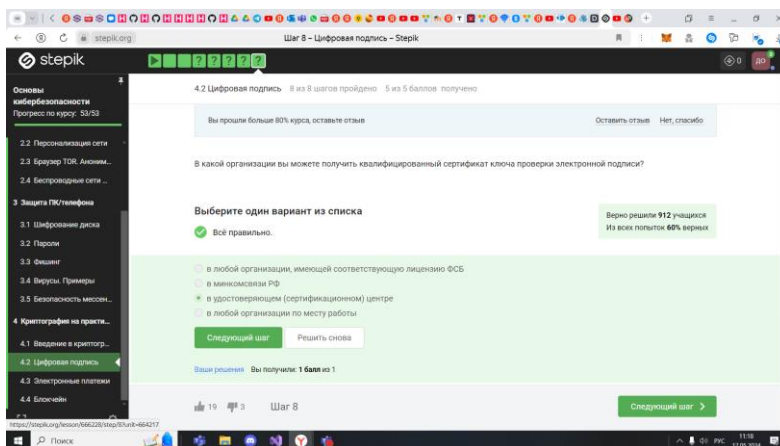 stepik.org
Шаг 8 – Цифровая подпись – Stepik
stepik
0
ДО
Основы кибербезопасности
Прогресс по курсу: 53/53
4.2 Цифровая подпись 8 из 8 шагов пройдено 5 из 5 баллов получено
Вы прошли больше 80% курса, оставьте отзыв
Оставить отзыв Нет, спасибо
2.2 Персонализация сети
2.3 Браузер TOR. Аноним...
2.4 Беспроводные сети ...
3 Защита ПК/телефона
3.1 Шифрование диска
3.2 Пароли
3.3 Фишинг
3.4 Вирусы. Примеры
3.5 Безопасность мессен...
4 Криптография на практи...
4.1 Введение в криптогр...
4.2 Цифровая подпись
4.3 Электронные платежи
4.4 Блокчейн
В какой организации вы можете получить квалифицированный сертификат ключа проверки электронной подписи?
Выберите один вариант из списка
Всё правильно.
Верно решили 912 учащихся
Из всех попыток 60% верных
в любой организации, имеющей соответствующую лицензию ФСБ
в минкомсвязи РФ
в удостоверяющем (сертификационном) центре
в любой организации по месту работы
Следующий шаг
Решить снова
Ваши решения Вы получили: 1 балл из 1
19 3 Шаг 8
Следующий шаг
https://stepik.org/lesson/666228/step/8?unit=664217
Поиск
РУС
11:18
17.05.2024